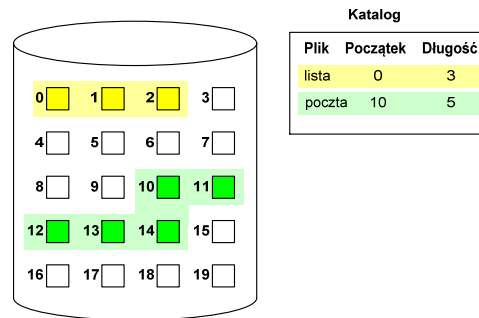 Katalog
Plik Początek Długość
lista 0 3
poczta 10 5
0 1 2 3
4 5 6 7
8 9 10 11
12 13 14 15
16 17 18 19